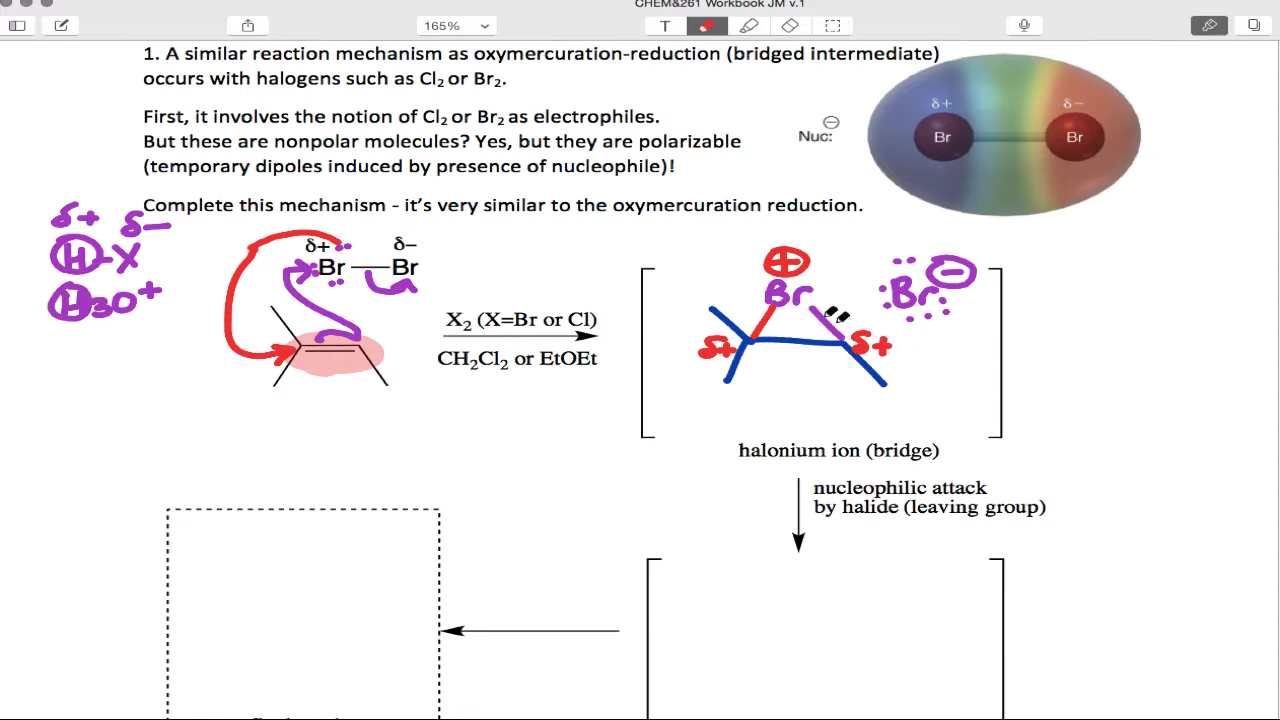 CHEM&261 Workbook JM v.1
165%
T
1. A similar reaction mechanism as oxymercuration-reduction (bridged intermediate)
occurs with halogens such as Cl₂ or Br₂.
First, it involves the notion of Cl₂ or Br₂ as electrophiles.
But these are nonpolar molecules? Yes, but they are polarizable
(temporary dipoles induced by presence of nucleophile)!
Nuc:⊖
δ+ δ−
Br Br
Complete this mechanism - it's very similar to the oxymercuration reduction.
δ+ δ−
H-X
H3O+
δ+ δ−
Br Br
X₂ (X=Br or Cl)
CH₂Cl₂ or EtOEt
⊕
Br
Br ⊖
δ+ δ+
halonium ion (bridge)
nucleophilic attack
by halide (leaving group)